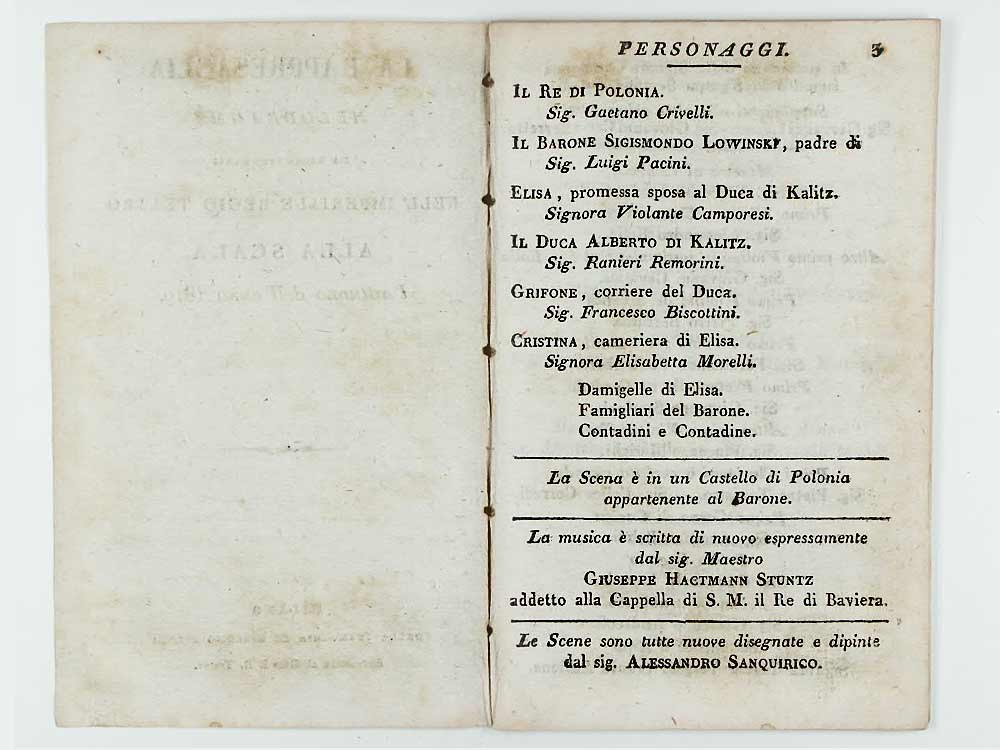 PERSONAGGI. 3
IL RE DI POLONIA.
Sig. Gaetano Crivelli.
IL BARONE SIGISMONDO LOWINSKY, padre di
Sig. Luigi Pacini.
ELISA, promessa sposa al Duca di Kalitz.
Signora Violante Camporesi.
IL DUCA ALBERTO DI KALITZ.
Sig. Ranieri Remorini.
GRIFONE, corriere del Duca.
Sig. Francesco Biscottini.
CRISTINA, cameriera di Elisa.
Signora Elisabetta Morelli.
Damigelle di Elisa.
Famigliari del Barone.
Contadini e Contadine.
La Scena è in un Castello di Polonia
appartenente al Barone.
La musica è scritta di nuovo espressamente
dal sig. Maestro
GIUSEPPE HAGTMANN STUNTZ
addetto alla Cappella di S. M. il Re di Baviera.
Le Scene sono tutte nuove disegnate e dipinte
dal sig. ALESSANDRO SANQUIRICO.